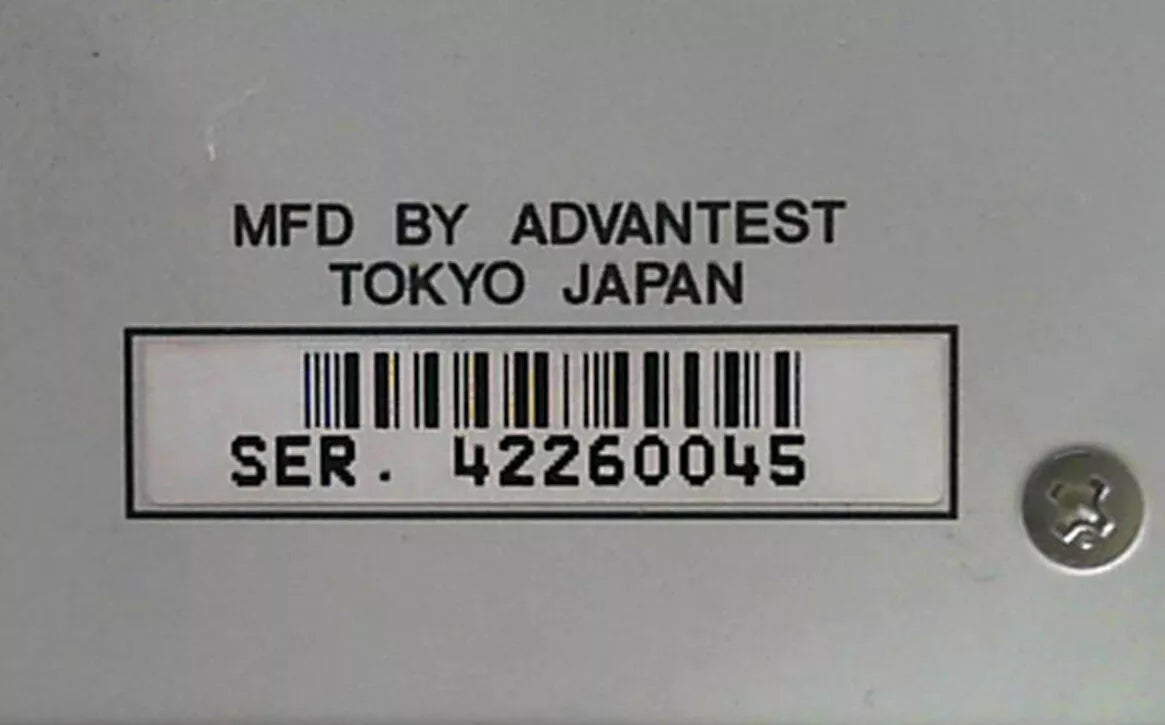 MFD BY ADVANTEST
TOKYO JAPAN
SER. 42260045